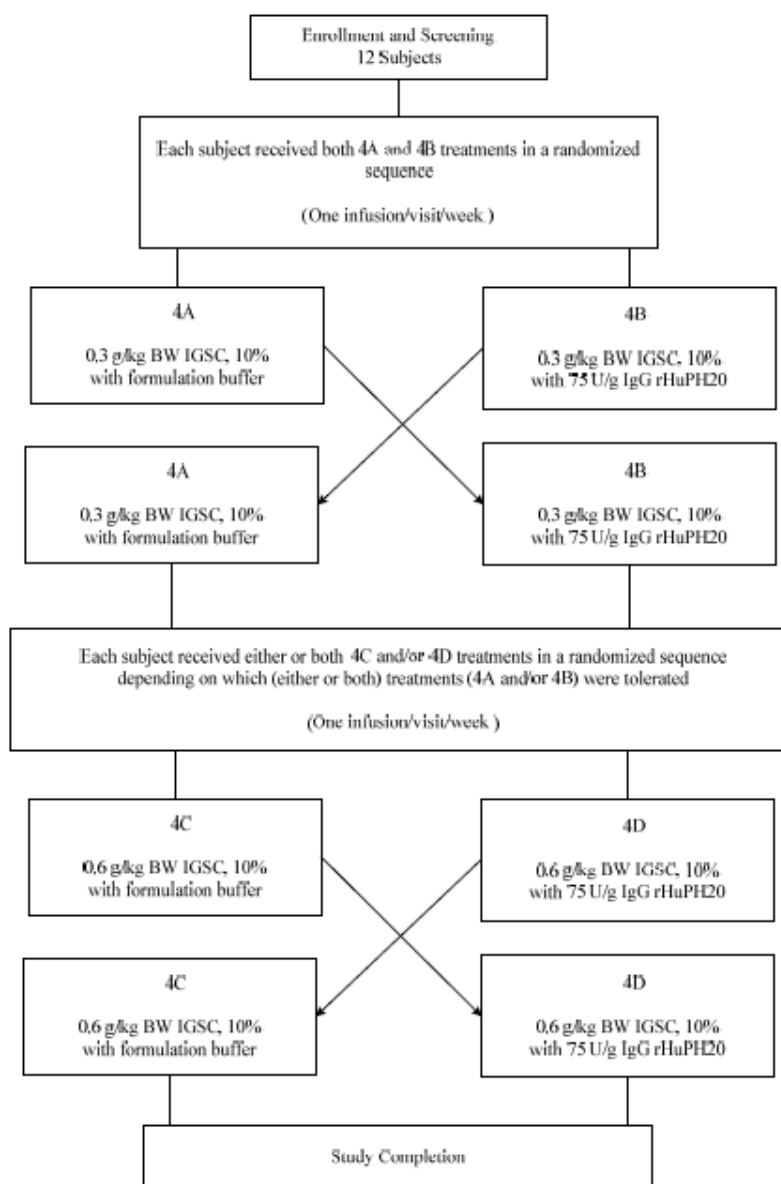 Enrollment and Screening
12 Subjects
Each subject received both 4A and 4B treatments in a randomized
sequence
(One infusion/visit/week )
4A
0.3 g/kg BW IGSC, 10%
with formulation buffer
4B
0.3 g/kg BW IGSC, 10%
with 75 U/g IgG rHuPH20
4A
0.3 g/kg BW IGSC, 10%
with formulation buffer
4B
0.3 g/kg BW IGSC, 10%
with 75 U/g IgG rHuPH20
Each subject received either or both 4C and/or 4D treatments in a randomized sequence
depending on which (either or both) treatments (4A and/or 4B) were tolerated
(One infusion/visit/week )
4C
0.6 g/kg BW IGSC, 10%
with formulation buffer
4D
0.6 g/kg BW IGSC, 10%
with 75 U/g IgG rHuPH20
4C
0.6 g/kg BW IGSC, 10%
with formulation buffer
4D
0.6 g/kg BW IGSC, 10%
with 75 U/g IgG rHuPH20
Study Completion